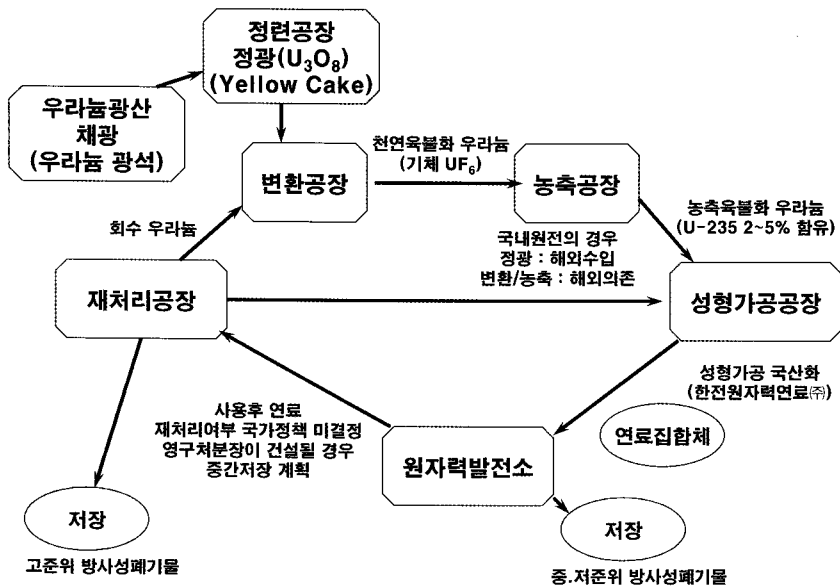 정련공장
정광(U₃O₈)
(Yellow Cake)
우라늄광산
채광
(우라늄 광석)
변환공장
천연육불화 우라늄
(기체 UF₆)
농축공장
농축육불화 우라늄
(U-235 2~5% 함유)
회수 우라늄
국내원전의 경우
정광 : 해외수입
변환/농축 : 해외의존
재처리공장
성형가공공장
성형가공 국산화
(한전원자력연료㈜)
사용후 연료
재처리여부 국가정책 미결정
영구처분장이 건설될 경우
중간저장 계획
연료집합체
원자력발전소
저장
고준위 방사성폐기물
저장
중.저준위 방사성폐기물